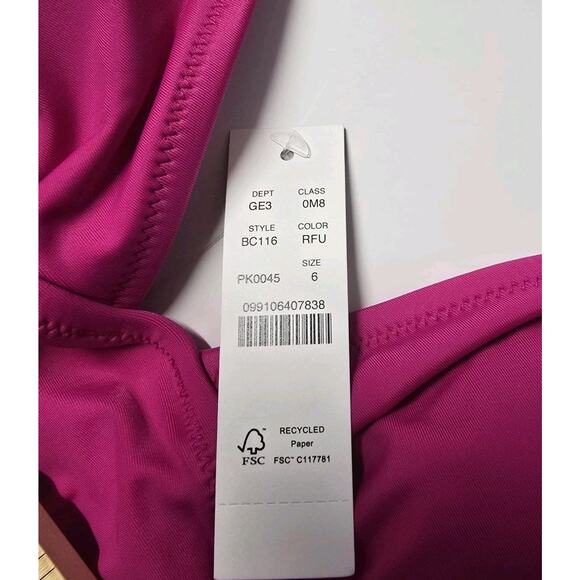 DEPT CLASS
GE3 0M8
STYLE COLOR
BC116 RFU
SIZE
PK0045 6
099106407838
RECYCLED
Paper
FSC™ C117781
FSC